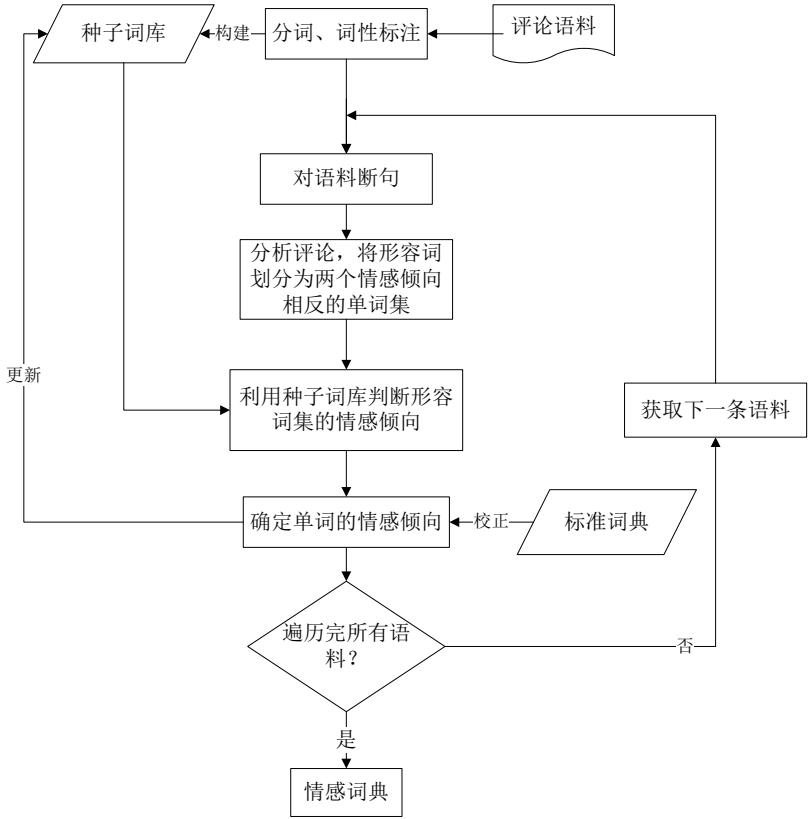 种子词库
构建
分词、词性标注
评论语料
对语料断句
分析评论，将形容词
划分为两个情感倾向
相反的单词集
更新
利用种子词库判断形容
词集的情感倾向
获取下一条语料
确定单词的情感倾向
校正
标准词典
遍历完所有语
料？
否
是
情感词典